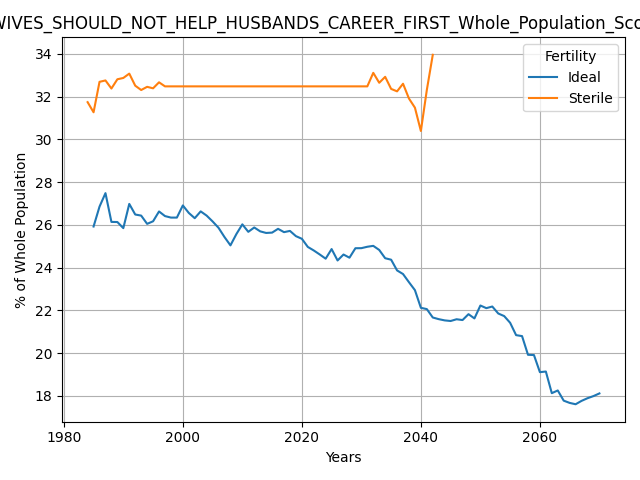 WIVES_SHOULD_NOT_HELP_HUSBANDS_CAREER_FIRST_Whole_Population_Sco
Fertility
Ideal
Sterile
34
32
30
28
26
24
22
20
18
% of Whole Population
1980
2000
2020
2040
2060
Years